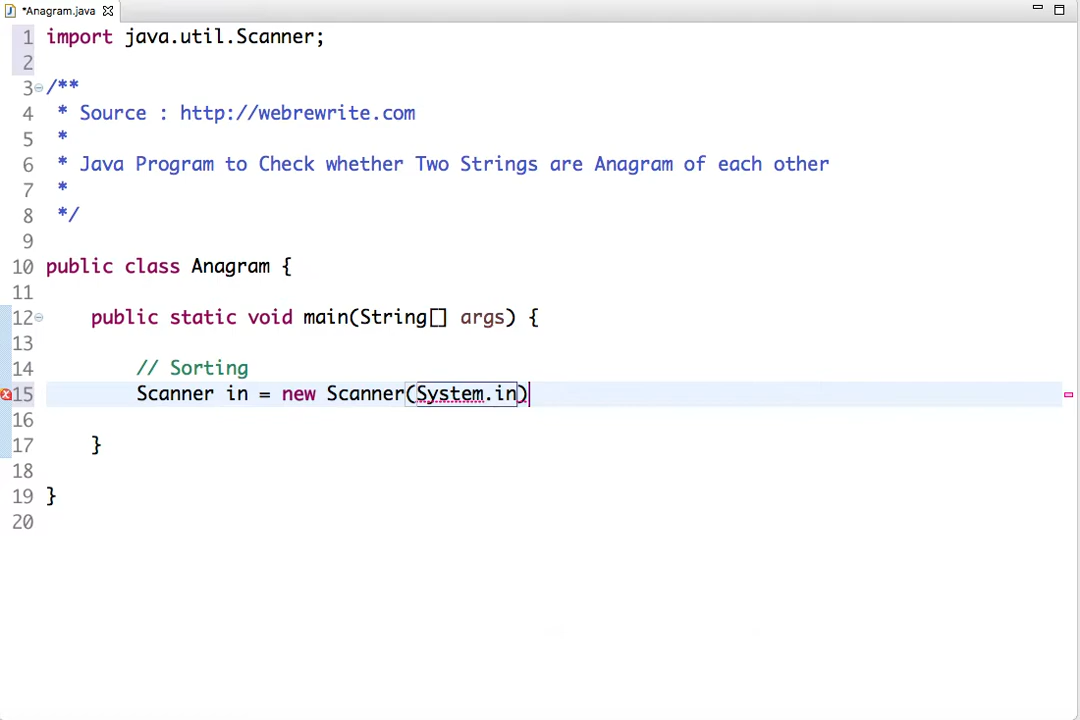 *Anagram.java
1 import java.util.Scanner;
2
3 /**
4 * Source : http://webrewrite.com
5 *
6 * Java Program to Check whether Two Strings are Anagram of each other
7 *
8 */
9
10 public class Anagram {
11
12 public static void main(String[] args) {
13
14 // Sorting
15 Scanner in = new Scanner(System.in)
16
17 }
18
19 }
20